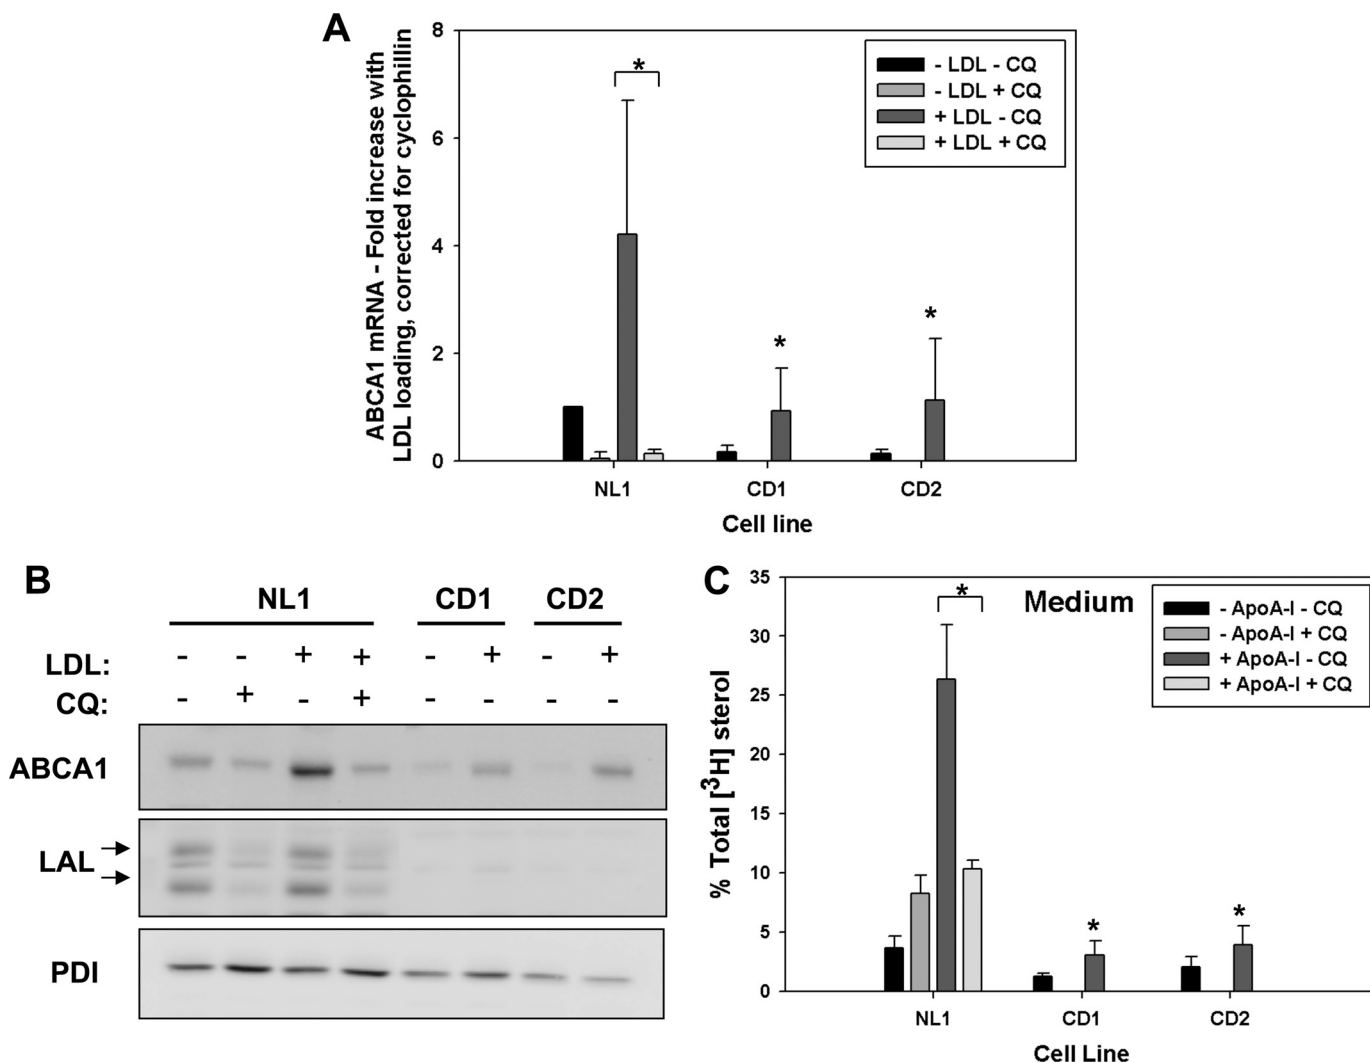 A
ABCA1 mRNA - Fold increase with
LDL loading, corrected for cyclophillin
8
6
4
2
0
*
*
*
- LDL - CQ
- LDL + CQ
+ LDL - CQ
+ LDL + CQ
NL1 CD1 CD2
Cell line
B
NL1 CD1 CD2
LDL: - - + + - + - +
CQ: - + - + - - - -
ABCA1
LAL
PDI
C
% Total [³H] sterol
35
30
25
20
15
10
5
0
Medium
*
*
*
- ApoA-I - CQ
- ApoA-I + CQ
+ ApoA-I - CQ
+ ApoA-I + CQ
NL1 CD1 CD2
Cell Line